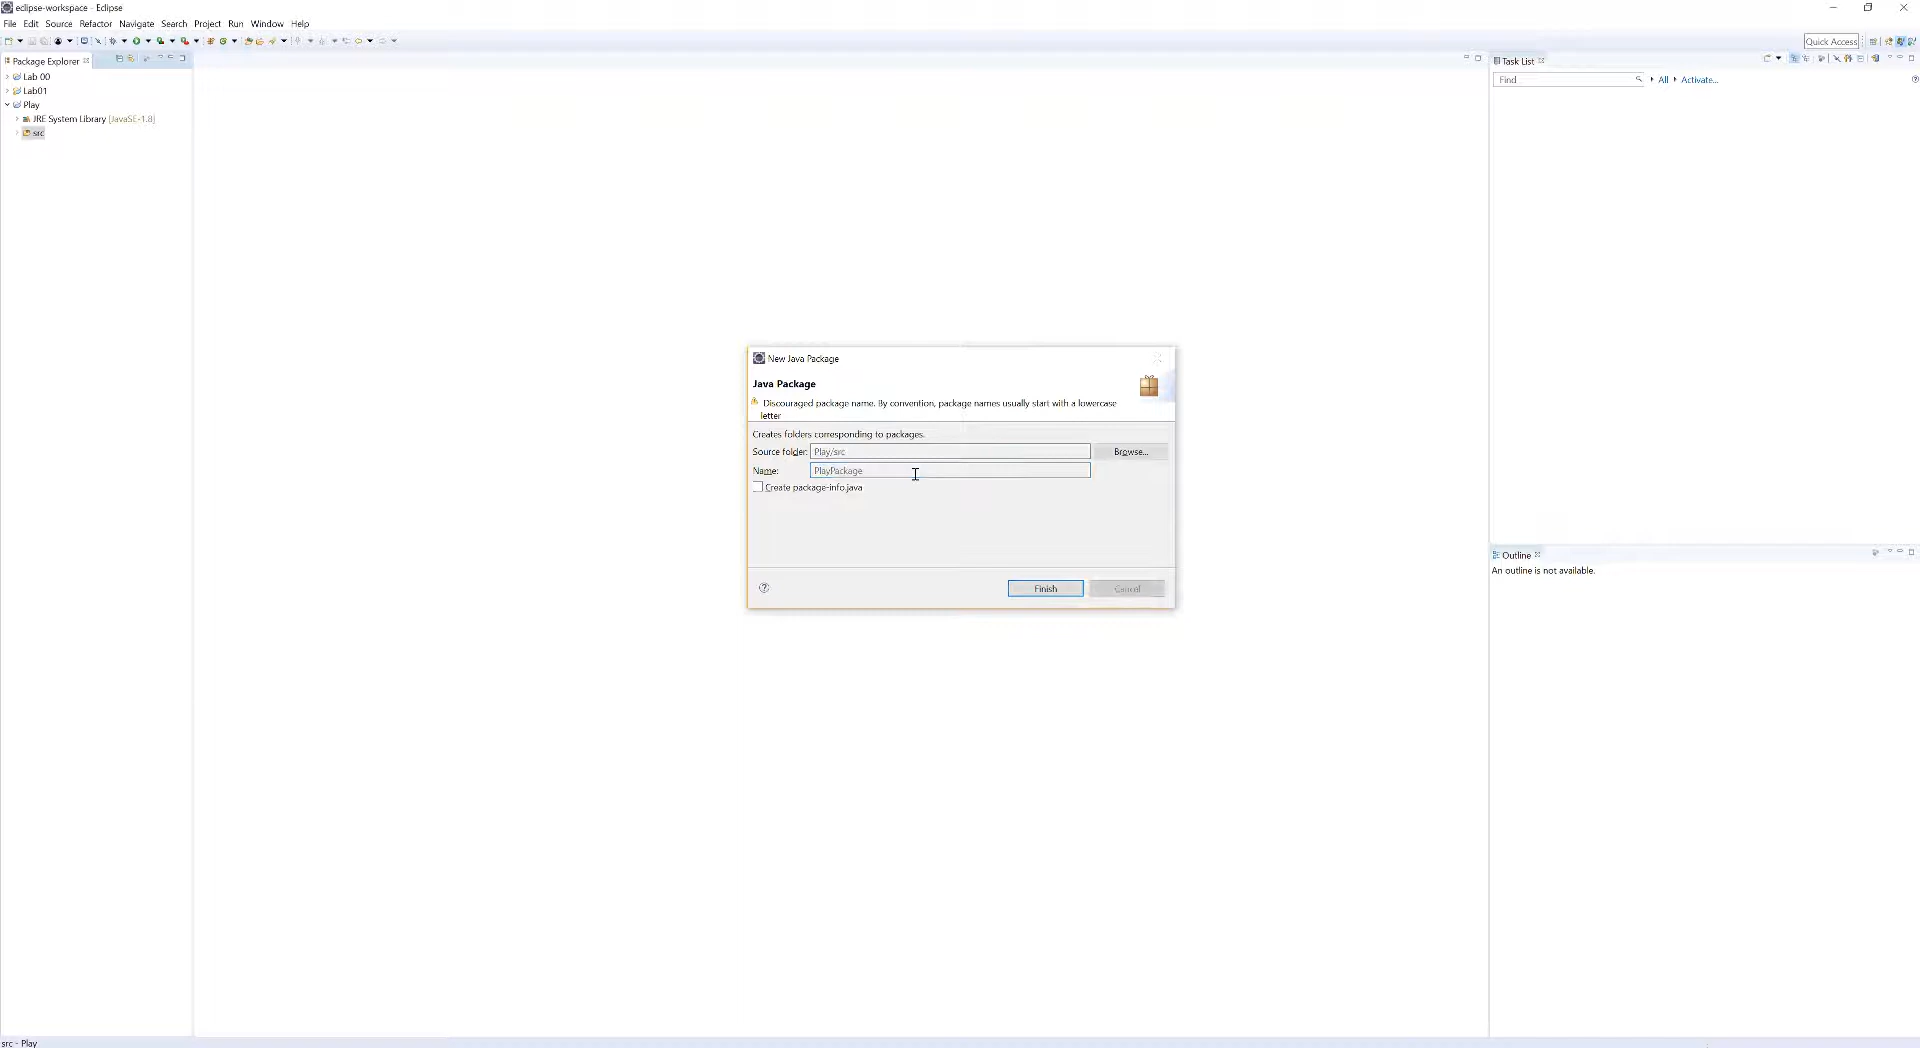 eclipse-workspace - Eclipse
File Edit Source Refactor Navigate Search Project Run Window Help
Quick Access
Package Explorer
Lab 00
Lab01
Play
JRE System Library [JavaSE-1.8]
src
Task List
Find
All
Activate...
New Java Package
Java Package
Discouraged package name. By convention, package names usually start with a lowercase
letter
Creates folders corresponding to packages.
Source folder: Play/src Browse...
Name: PlayPackage
Create package-info.java
Finish Cancel
Outline
An outline is not available.
src - Play